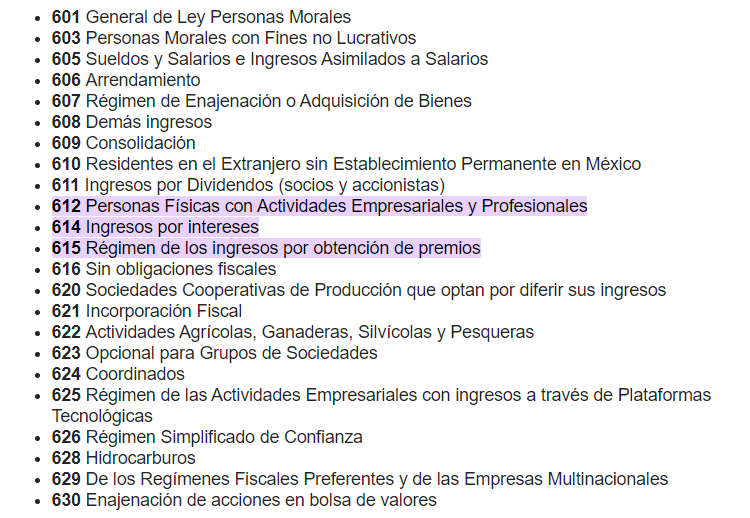 601 General de Ley Personas Morales
603 Personas Morales con Fines no Lucrativos
605 Sueldos y Salarios e Ingresos Asimilados a Salarios
606 Arrendamiento
607 Régimen de Enajenación o Adquisición de Bienes
608 Demás ingresos
609 Consolidación
610 Residentes en el Extranjero sin Establecimiento Permanente en México
611 Ingresos por Dividendos (socios y accionistas)
612 Personas Físicas con Actividades Empresariales y Profesionales
614 Ingresos por intereses
615 Régimen de los ingresos por obtención de premios
616 Sin obligaciones fiscales
620 Sociedades Cooperativas de Producción que optan por diferir sus ingresos
621 Incorporación Fiscal
622 Actividades Agrícolas, Ganaderas, Silvícolas y Pesqueras
623 Opcional para Grupos de Sociedades
624 Coordinados
625 Régimen de las Actividades Empresariales con ingresos a través de Plataformas
Tecnológicas
626 Régimen Simplificado de Confianza
628 Hidrocarburos
629 De los Regímenes Fiscales Preferentes y de las Empresas Multinacionales
630 Enajenación de acciones en bolsa de valores